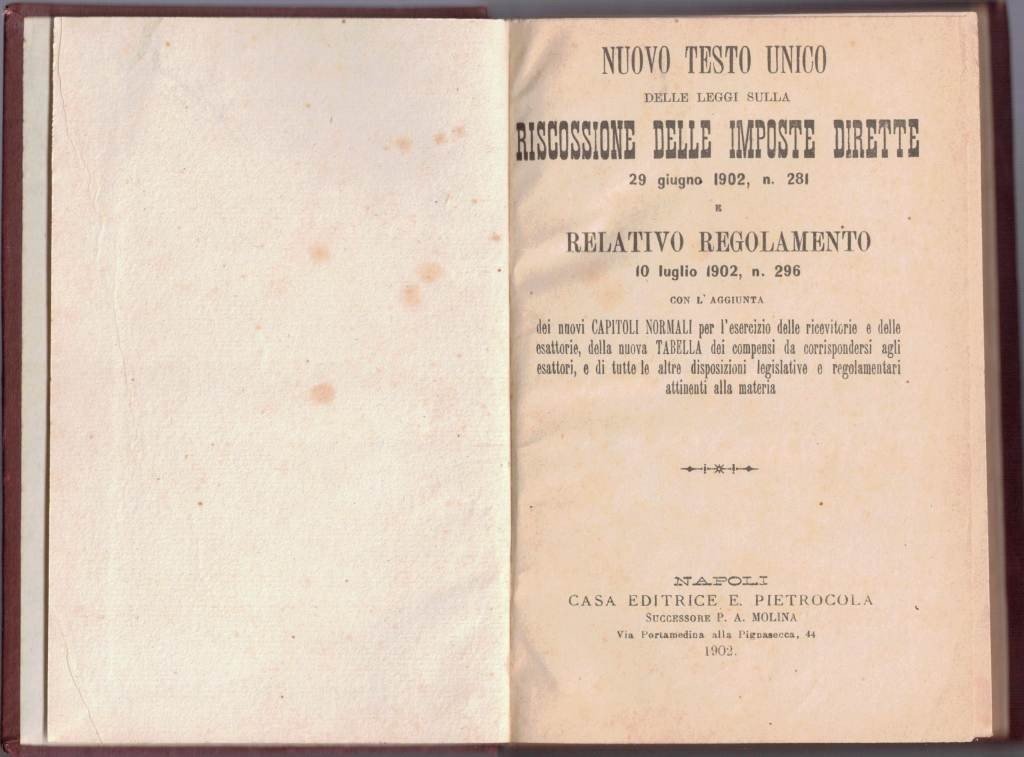 NUOVO TESTO UNICO
DELLE LEGGI SULLA
RISCOSSIONE DELLE IMPOSTE DIRETTE
29 giugno 1902, n. 281
E
RELATIVO REGOLAMENTO
10 luglio 1902, n. 296
CON L' AGGIUNTA
dei nuovi CAPITOLI NORMALI per l'esercizio delle ricevitorie e delle
esattorie, della nuova TABELLA dei compensi da corrispondersi agli
esattori, e di tutte le altre disposizioni legislative e regolamentari
attinenti alla materia
NAPOLI
CASA EDITRICE E. PIETROCOLA
SUCCESSORE P. A. MOLINA
Via Portamedina alla Pignasecca, 44
1902.